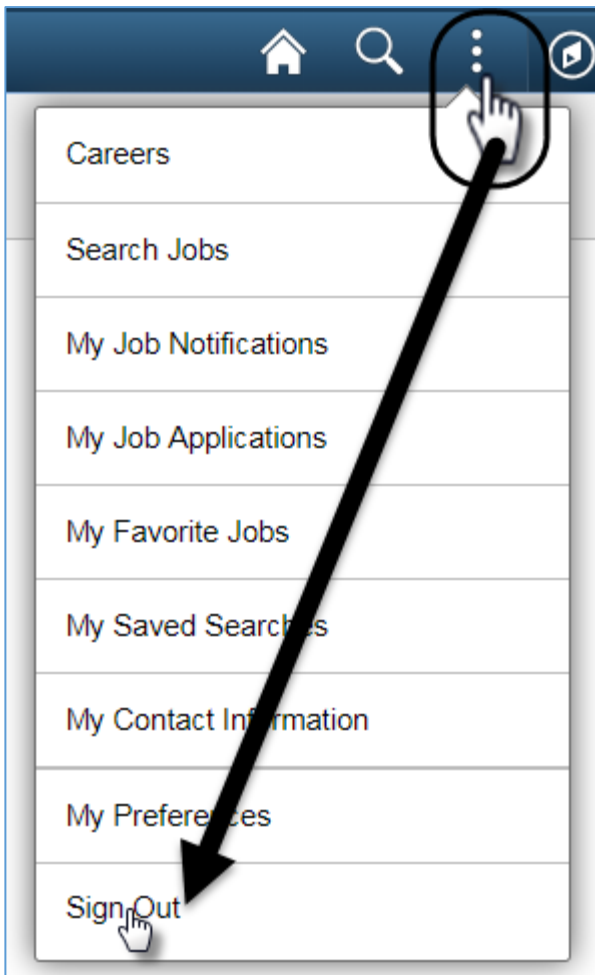 Careers
Search Jobs
My Job Notifications
My Job Applications
My Favorite Jobs
My Saved Searches
My Contact Information
My Preferences
Sign Out